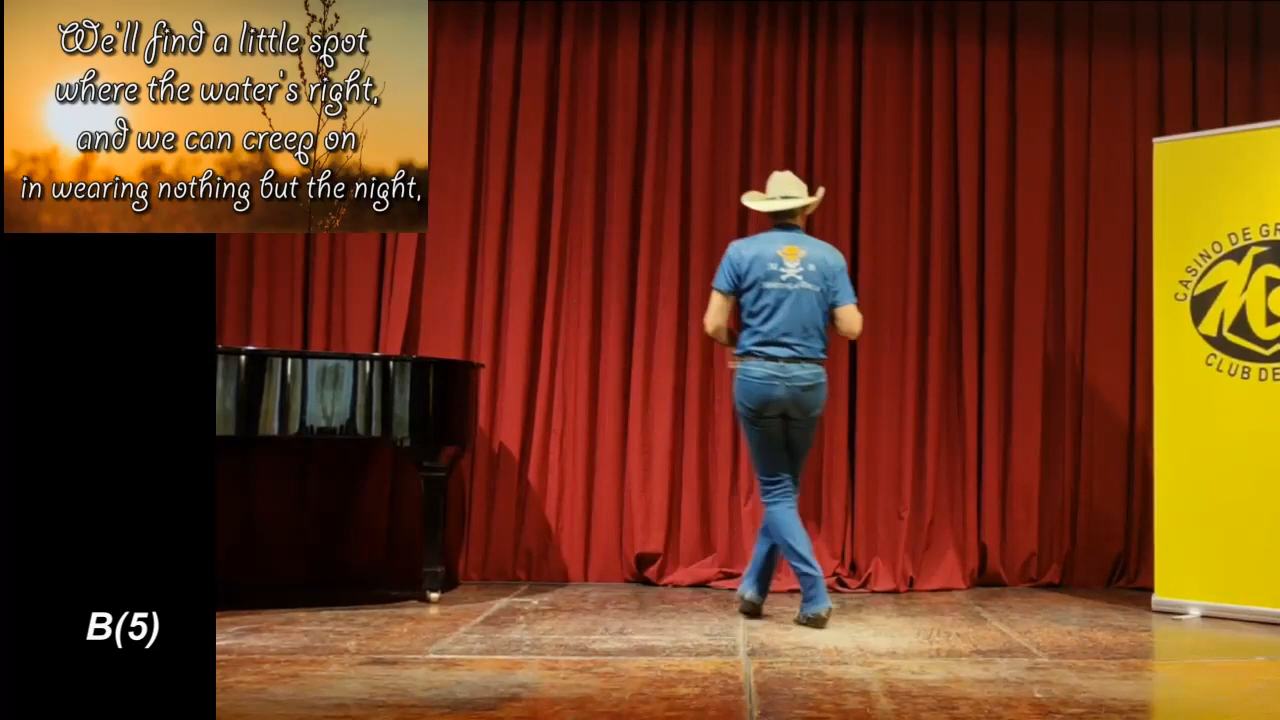 We'll find a little spot
where the water's right,
and we can creep on
in wearing nothing but the night,
CASINO DE GR
CLUB DE
B(5)